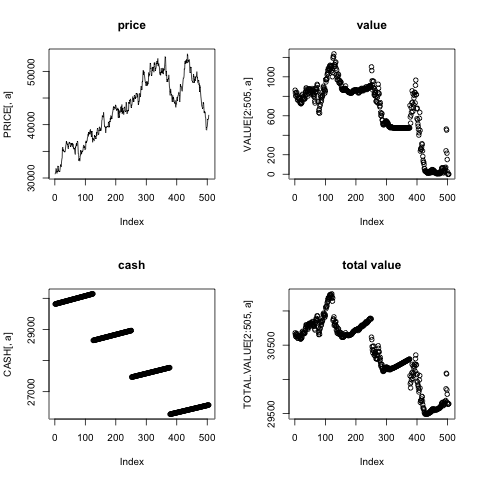 price
PRICE[, a]
30000 40000 50000
0 100 200 300 400 500
Index
value
VALUE[2:505, a]
0 200 600 1000
0 100 200 300 400 500
Index
cash
CASH[, a]
27000 29000
0 100 200 300 400 500
Index
total value
TOTAL.VALUE[2:505, a]
29500 30500
0 100 200 300 400 500
Index